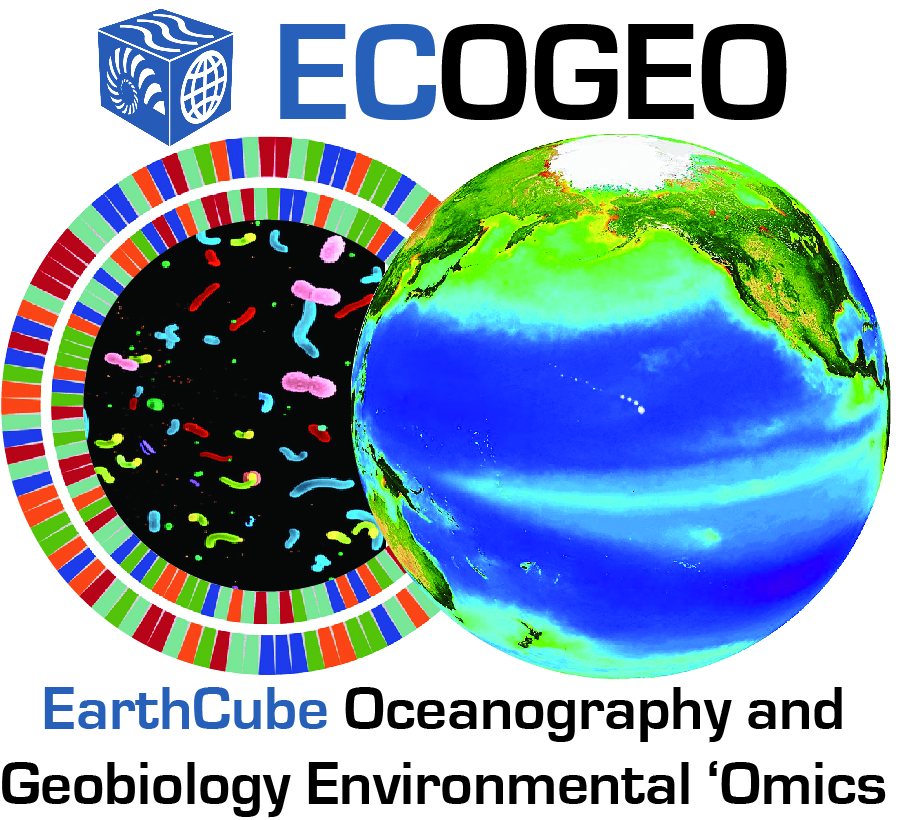 ECOGEO
EarthCube Oceanography and
Geobiology Environmental ‘Omics